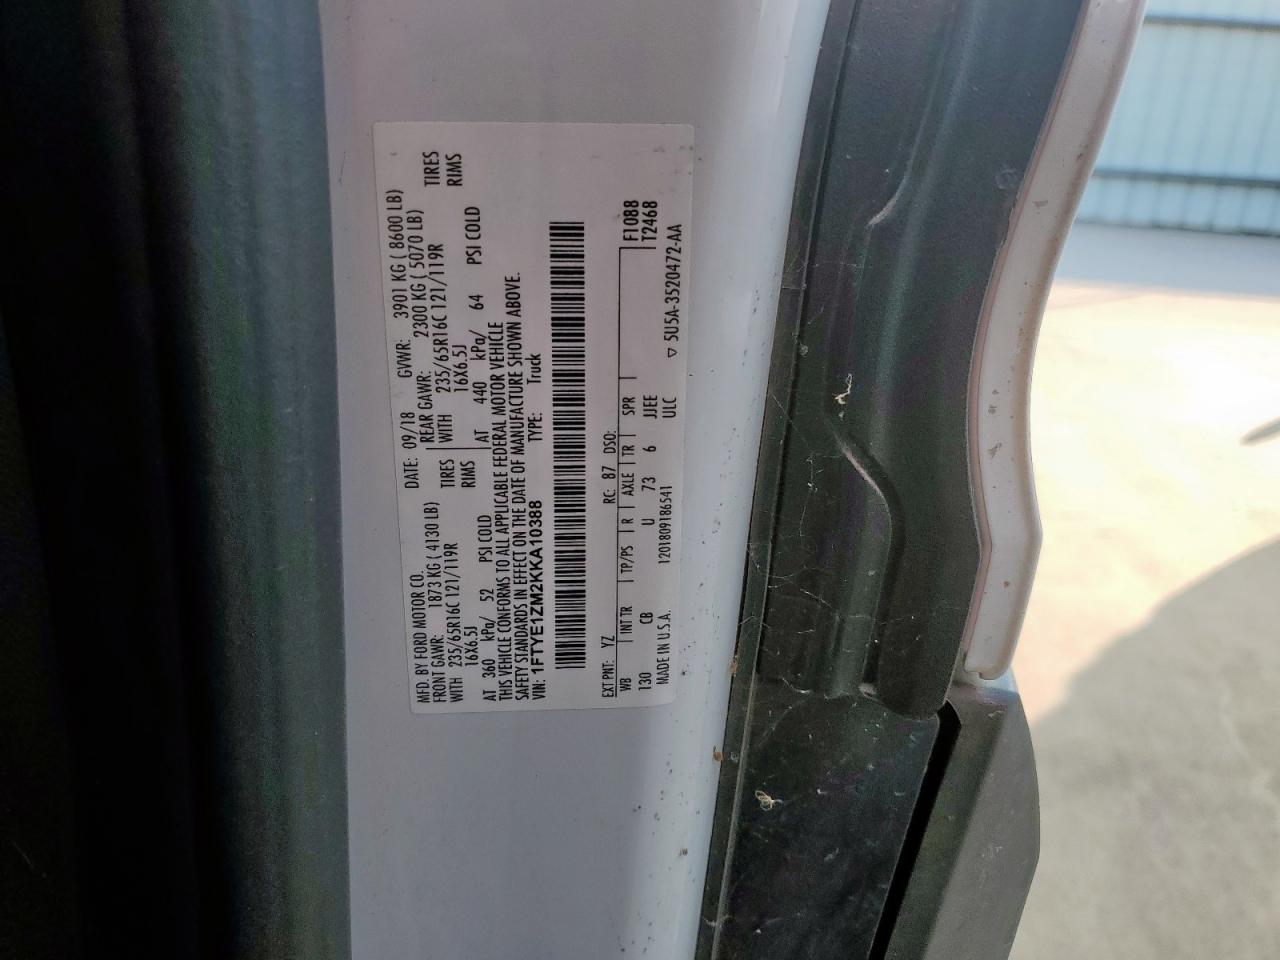 MFD. BY FORD MOTOR CO. DATE: 09/18 GVWR: 3901 KG ( 8600 LB)
FRONT GAWR: 1873 KG ( 4130 LB) REAR GAWR: 2300 KG ( 5070 LB)
WITH 235/65R16C 121/119R TIRES WITH 235/65R16C 121/119R TIRES
16X6.5J RIMS 16X6.5J RIMS
AT 360 kPa/ 52 PSI COLD AT 440 kPa/ 64 PSI COLD
THIS VEHICLE CONFORMS TO ALL APPLICABLE FEDERAL MOTOR VEHICLE
SAFETY STANDARDS IN EFFECT ON THE DATE OF MANUFACTURE SHOWN ABOVE.
VIN: 1FTYE1ZM2KKA10388 TYPE: Truck
EXT PNT: YZ RC: 87 DSO: F1088
WB INT TR TP/PS R AXLE TR SPR T2468
130 CB U 73 6 JJEE
MADE IN U.S.A. 1201809186541 ULC ▽ 5U5A-3520472-AA